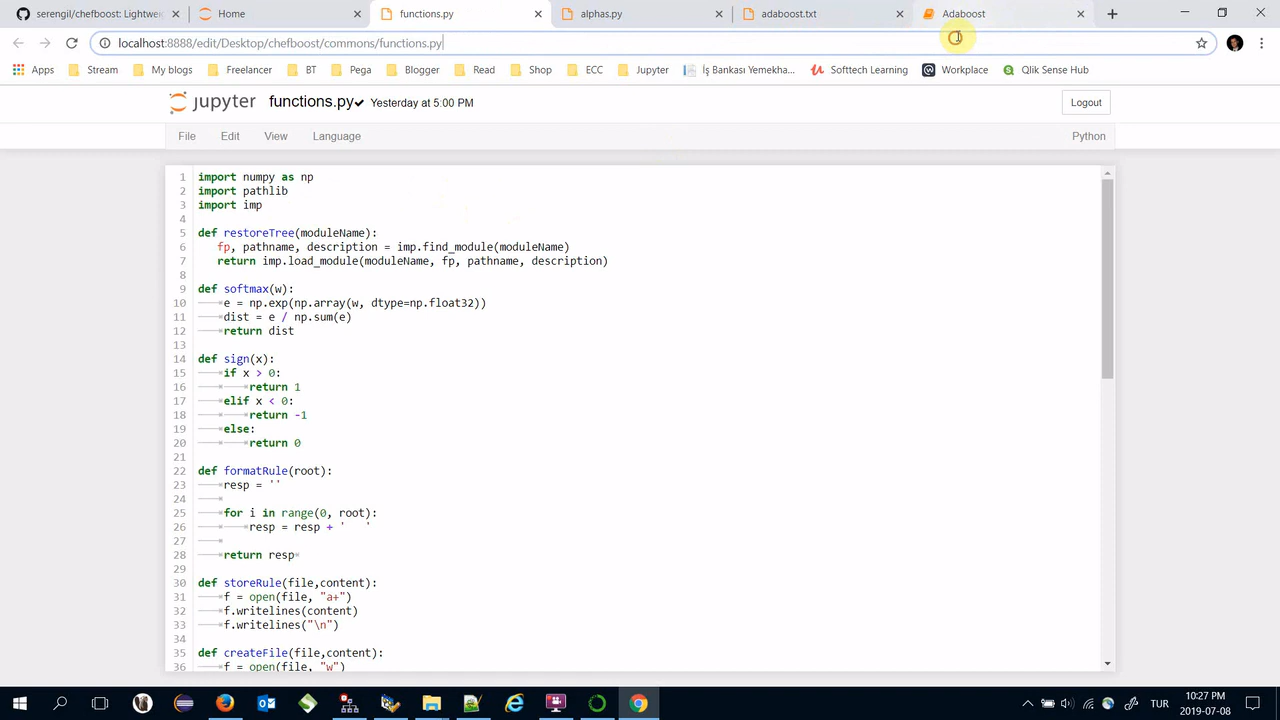 serengil/chefboost: Lightweig
Home
functions.py
alphas.py
adaboost.txt
Adaboost
localhost:8888/edit/Desktop/chefboost/commons/functions.py
Apps
Stream
My blogs
Freelancer
BT
Pega
Blogger
Read
Shop
ECC
Jupyter
İş Bankası Yemekha...
Softtech Learning
Workplace
Qlik Sense Hub
jupyter functions.py Yesterday at 5:00 PM
Logout
File Edit View Language
Python
1 import numpy as np
2 import pathlib
3 import imp
4
5 def restoreTree(moduleName):
6 fp, pathname, description = imp.find_module(moduleName)
7 return imp.load_module(moduleName, fp, pathname, description)
8
9 def softmax(w):
10 e = np.exp(np.array(w, dtype=np.float32))
11 dist = e / np.sum(e)
12 return dist
13
14 def sign(x):
15 if x > 0:
16 return 1
17 elif x < 0:
18 return -1
19 else:
20 return 0
21
22 def formatRule(root):
23 resp = ''
24
25 for i in range(0, root):
26 resp = resp + '   '
27
28 return resp
29
30 def storeRule(file,content):
31 f = open(file, "a+")
32 f.writelines(content)
33 f.writelines("\n")
34
35 def createFile(file,content):
36 f = open(file, "w")
TUR
10:27 PM
2019-07-08